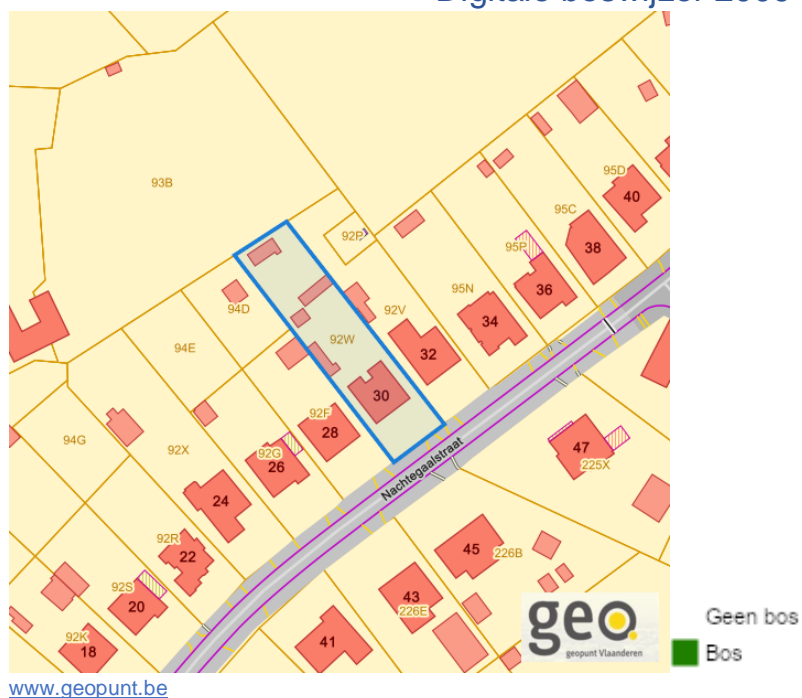 93B
92P
95D
40
95C
38
95P
36
95N
34
94D
92V
92W
32
94E
30
92F
28
94G
92X
92G
26
24
92R
22
92S
20
92K
18
Nachtegaalstraat
47
225X
45
226B
43
226E
41
geo.
geopunt Vlaanderen
Geen bos
Bos
www.geopunt.be